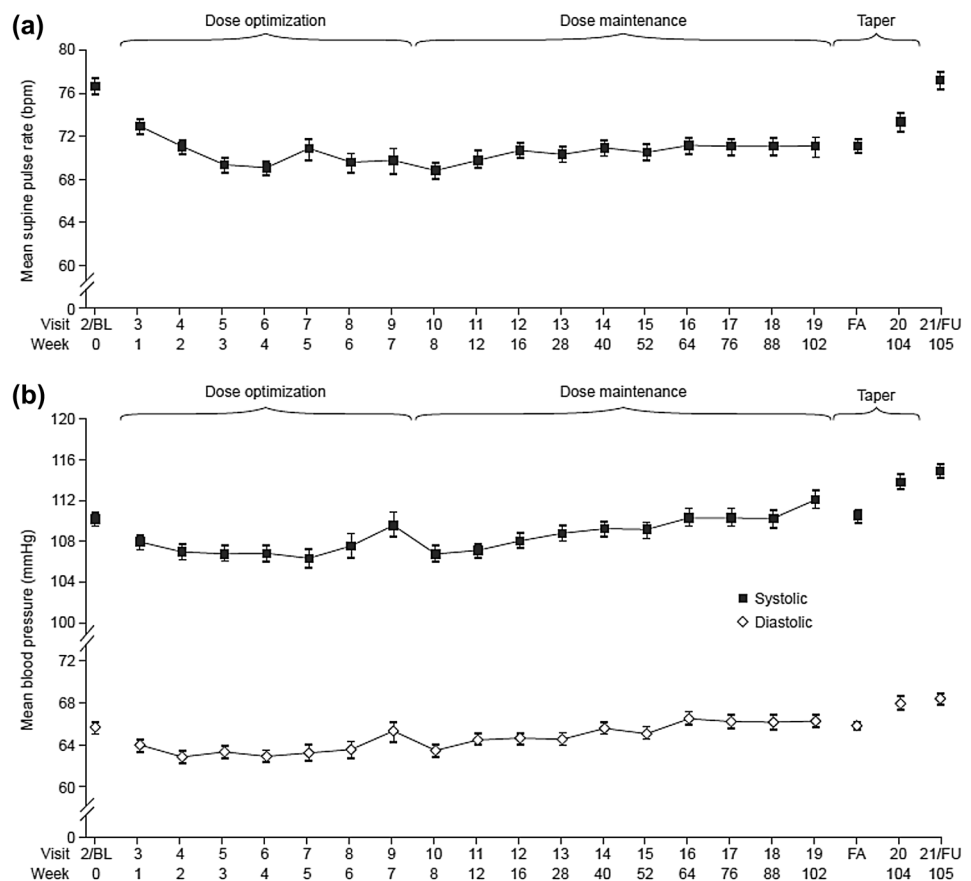 (a)
Dose optimization Dose maintenance Taper
Mean supine pulse rate (bpm)
80
76
72
68
64
60
0
Visit 2/BL 3 4 5 6 7 8 9 10 11 12 13 14 15 16 17 18 19 FA 20 21/FU
Week 0 1 2 3 4 5 6 7 8 12 16 28 40 52 64 76 88 102 104 105
(b)
Dose optimization Dose maintenance Taper
Mean blood pressure (mmHg)
120
116
112
108
104
100
72
68
64
60
0
Systolic
Diastolic
Visit 2/BL 3 4 5 6 7 8 9 10 11 12 13 14 15 16 17 18 19 FA 20 21/FU
Week 0 1 2 3 4 5 6 7 8 12 16 28 40 52 64 76 88 102 104 105